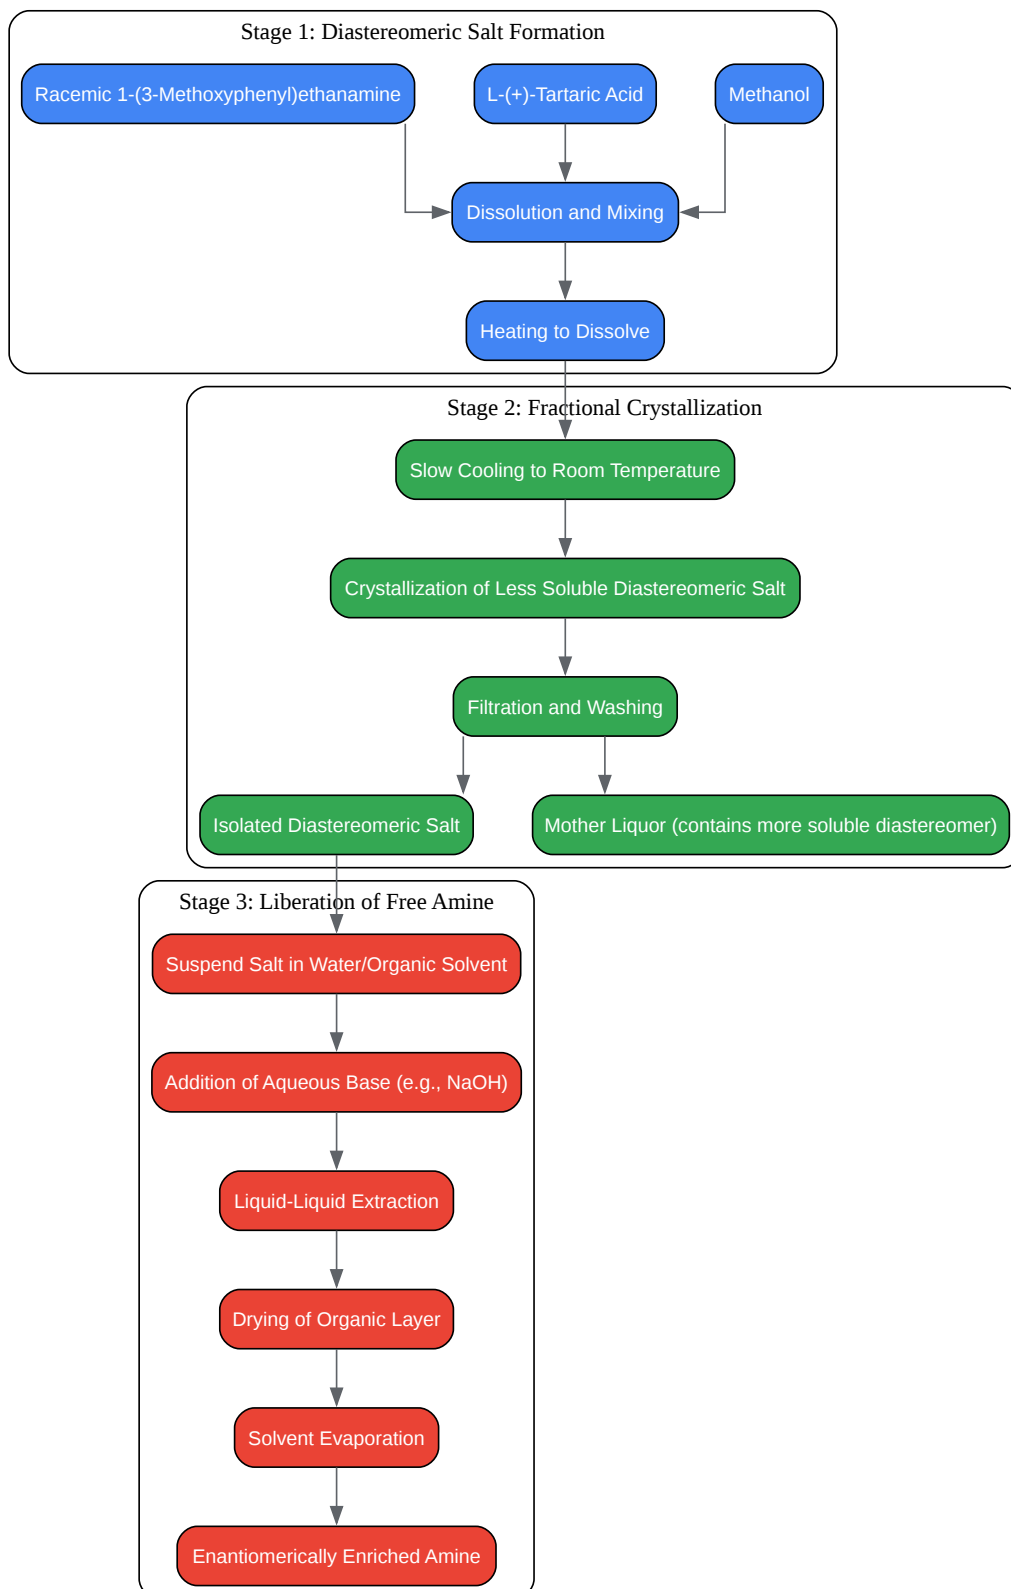 Stage 1: Diastereomeric Salt Formation
Racemic 1-(3-Methoxyphenyl)ethanamine
L-(+)-Tartaric Acid
Methanol
Dissolution and Mixing
Heating to Dissolve
Stage 2: Fractional Crystallization
Slow Cooling to Room Temperature
Crystallization of Less Soluble Diastereomeric Salt
Filtration and Washing
Isolated Diastereomeric Salt
Mother Liquor (contains more soluble diastereomer)
Stage 3: Liberation of Free Amine
Suspend Salt in Water/Organic Solvent
Addition of Aqueous Base (e.g., NaOH)
Liquid-Liquid Extraction
Drying of Organic Layer
Solvent Evaporation
Enantiomerically Enriched Amine